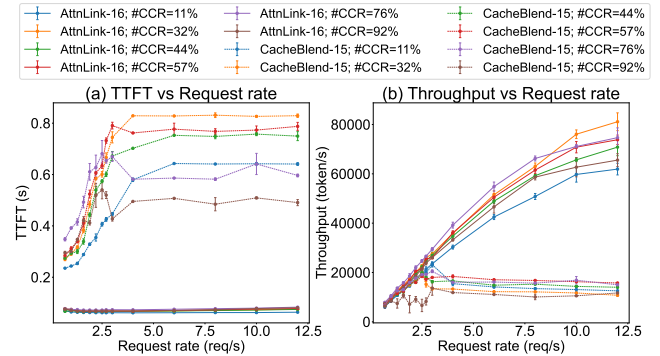 AttnLink-16; #CCR=11% AttnLink-16; #CCR=76% CacheBlend-15; #CCR=44%
AttnLink-16; #CCR=32% AttnLink-16; #CCR=92% CacheBlend-15; #CCR=57%
AttnLink-16; #CCR=44% CacheBlend-15; #CCR=11% CacheBlend-15; #CCR=76%
AttnLink-16; #CCR=57% CacheBlend-15; #CCR=32% CacheBlend-15; #CCR=92%
(a) TTFT vs Request rate
TTFT (s)
0.8
0.6
0.4
0.2
2.5 5.0 7.5 10.0 12.5
Request rate (req/s)
(b) Throughput vs Request rate
Throughput (token/s)
80000
60000
40000
20000
0
2.5 5.0 7.5 10.0 12.5
Request rate (req/s)